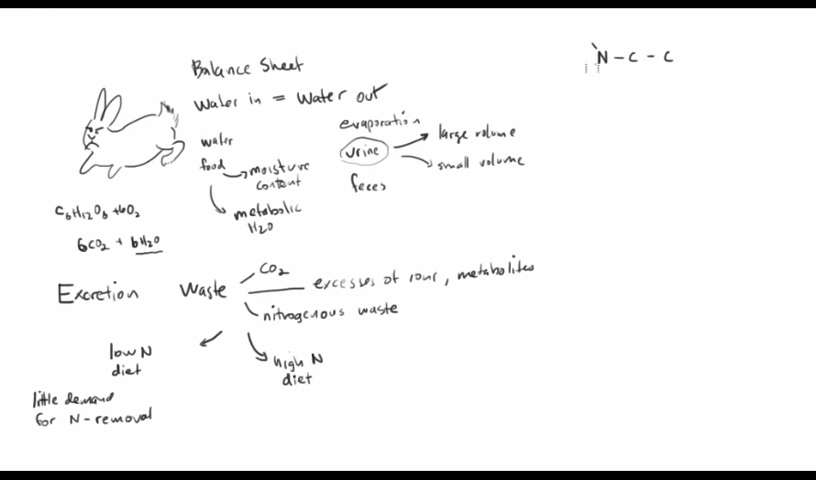 Balance Sheet
Water in = Water out
water
food
moisture
content
metabolic
H2O
evaporation
urine
feces
large volume
small volume
C6H12O6 + 6O2
6CO2 + 6H2O
Excretion
Waste
CO2
excesses of ions, metabolites
nitrogenous waste
low N
diet
high N
diet
little demand
for N-removal
N - C - C